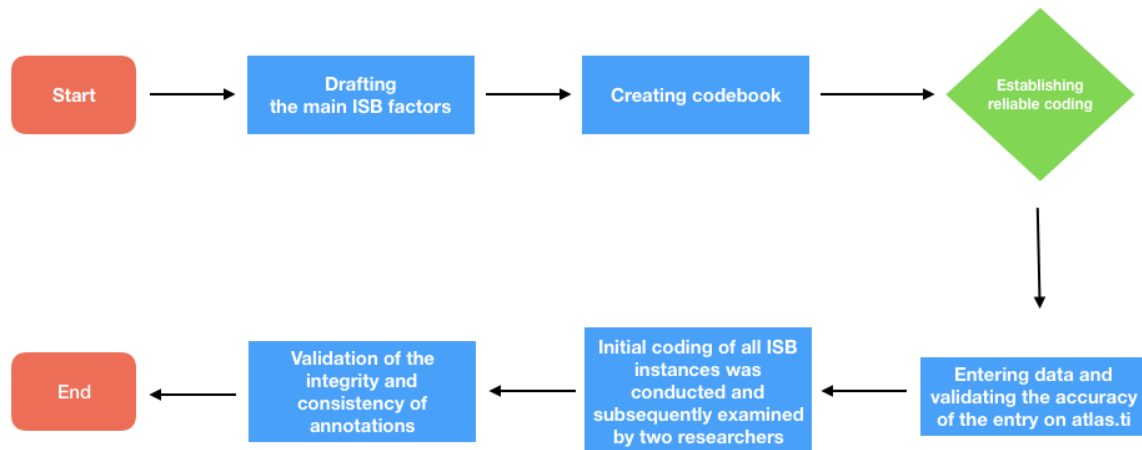 Start
Drafting
the main ISB factors
Creating codebook
Establishing
reliable coding
Entering data and
validating the accuracy
of the entry on atlas.ti
Initial coding of all ISB
instances was
conducted and
subsequently examined
by two researchers
Validation of the
integrity and
consistency of
annotations
End